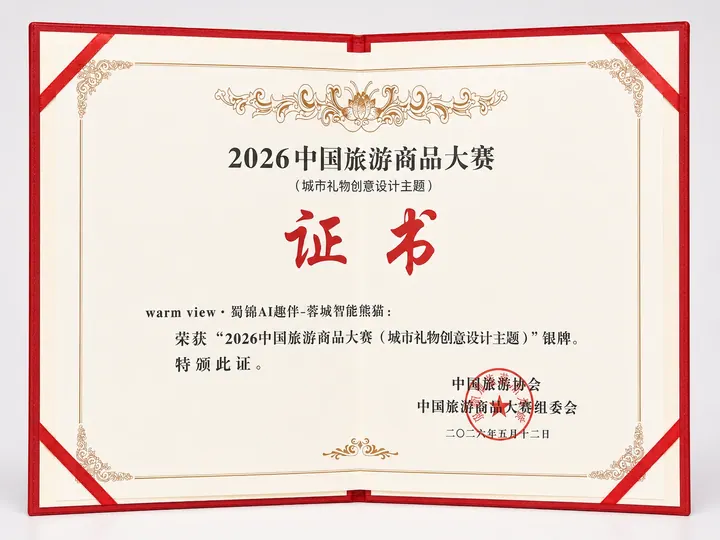 2026中国旅游商品大赛
（城市礼物创意设计主题）
证书
warm view·蜀锦AI趣伴-蓉城智能熊猫：
荣获“2026中国旅游商品大赛（城市礼物创意设计主题）”银牌。
特颁此证。
中国旅游协会
中国旅游商品大赛组委会
二〇二六年五月十二日